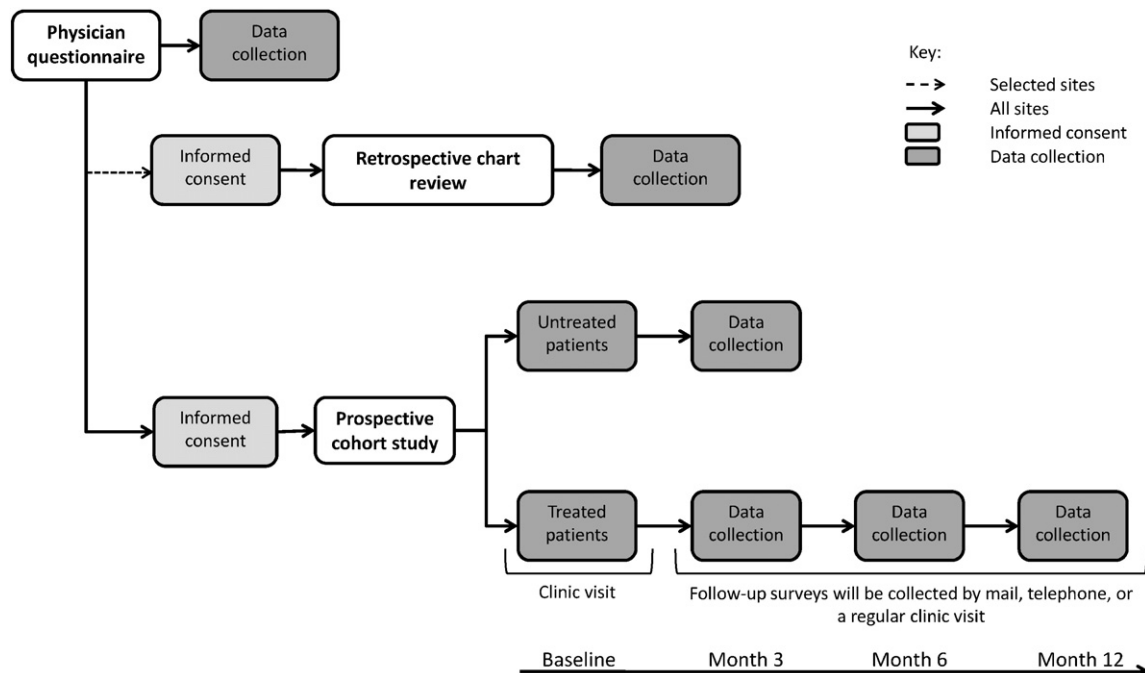 Physician
questionnaire
Data
collection
Key:
Selected sites
All sites
Informed consent
Data collection
Informed
consent
Retrospective chart
review
Data
collection
Untreated
patients
Data
collection
Informed
consent
Prospective
cohort study
Treated
patients
Data
collection
Data
collection
Data
collection
Clinic visit
Follow-up surveys will be collected by mail, telephone, or
a regular clinic visit
Baseline
Month 3
Month 6
Month 12